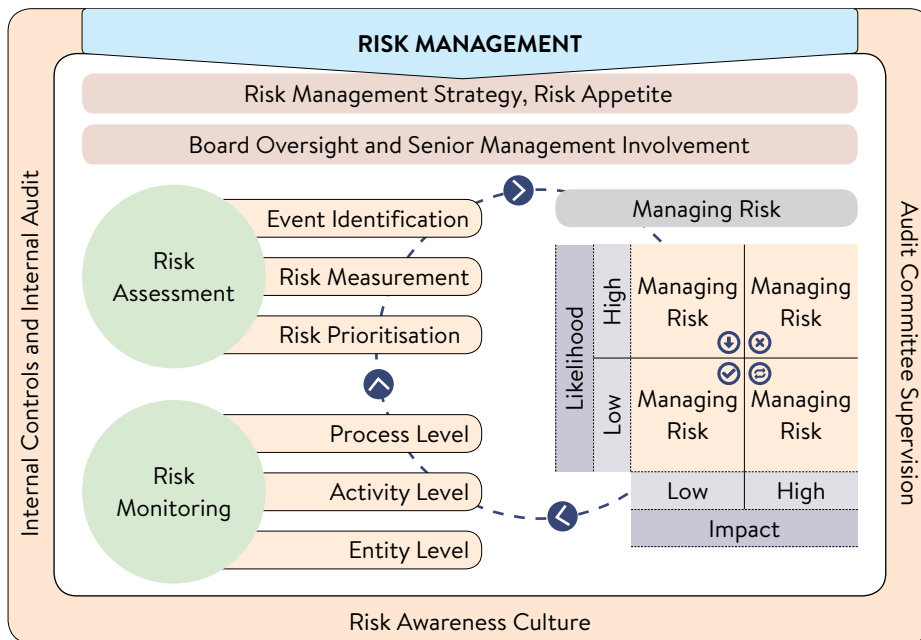 RISK MANAGEMENT
Risk Management Strategy, Risk Appetite
Board Oversight and Senior Management Involvement
Internal Controls and Internal Audit
Risk
Assessment
Event Identification
Risk Measurement
Risk Prioritisation
Risk
Monitoring
Process Level
Activity Level
Entity Level
Managing Risk
Likelihood
High
Low
Managing
Risk
Managing
Risk
Managing
Risk
Managing
Risk
Low
High
Impact
Audit Committee Supervision
Risk Awareness Culture